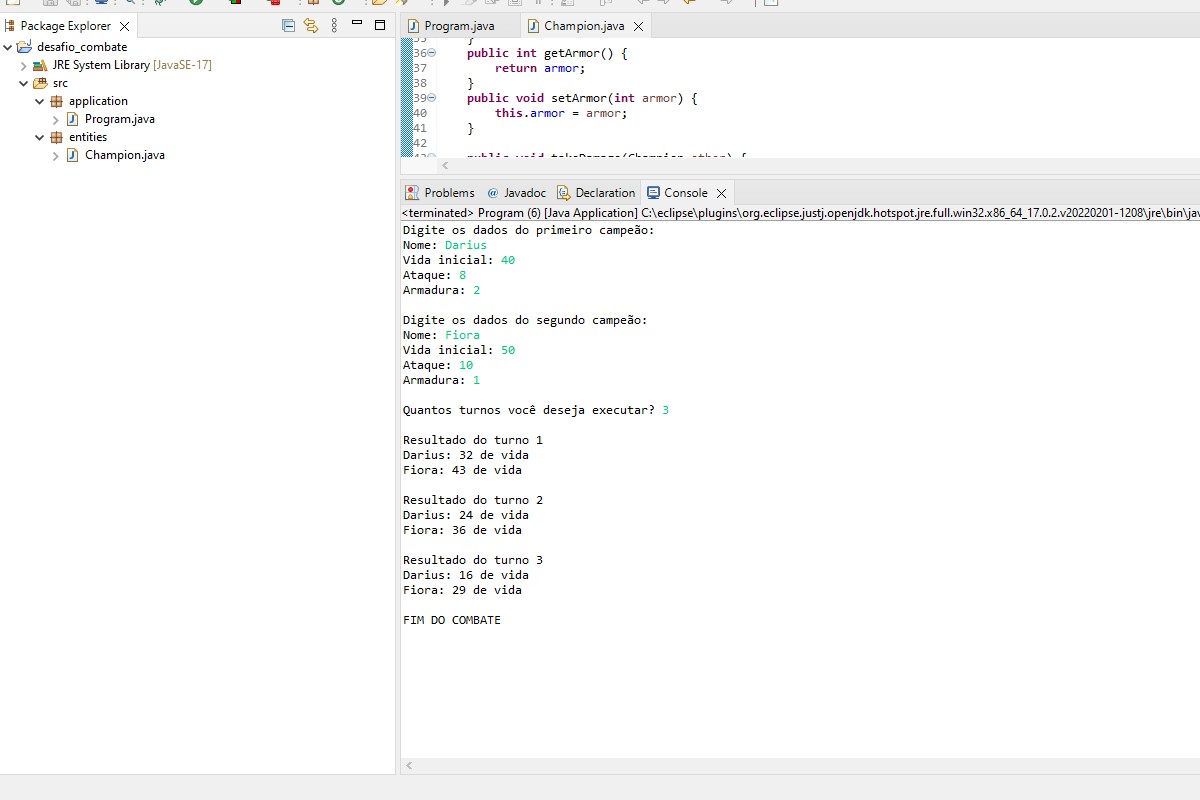 Package Explorer
desafio_combate
JRE System Library [JavaSE-17]
src
application
Program.java
entities
Champion.java
Program.java
Champion.java
35 }
36 public int getArmor() {
37 return armor;
38 }
39 public void setArmor(int armor) {
40 this.armor = armor;
41 }
42
43 public void takeDamage(Champion other) {
Problems
Javadoc
Declaration
Console
<terminated> Program (6) [Java Application] C:\eclipse\plugins\org.eclipse.justj.openjdk.hotspot.jre.full.win32.x86_64_17.0.2.v20220201-1208\jre\bin\jav
Digite os dados do primeiro campeão:
Nome: Darius
Vida inicial: 40
Ataque: 8
Armadura: 2
Digite os dados do segundo campeão:
Nome: Fiora
Vida inicial: 50
Ataque: 10
Armadura: 1
Quantos turnos você deseja executar? 3
Resultado do turno 1
Darius: 32 de vida
Fiora: 43 de vida
Resultado do turno 2
Darius: 24 de vida
Fiora: 36 de vida
Resultado do turno 3
Darius: 16 de vida
Fiora: 29 de vida
FIM DO COMBATE